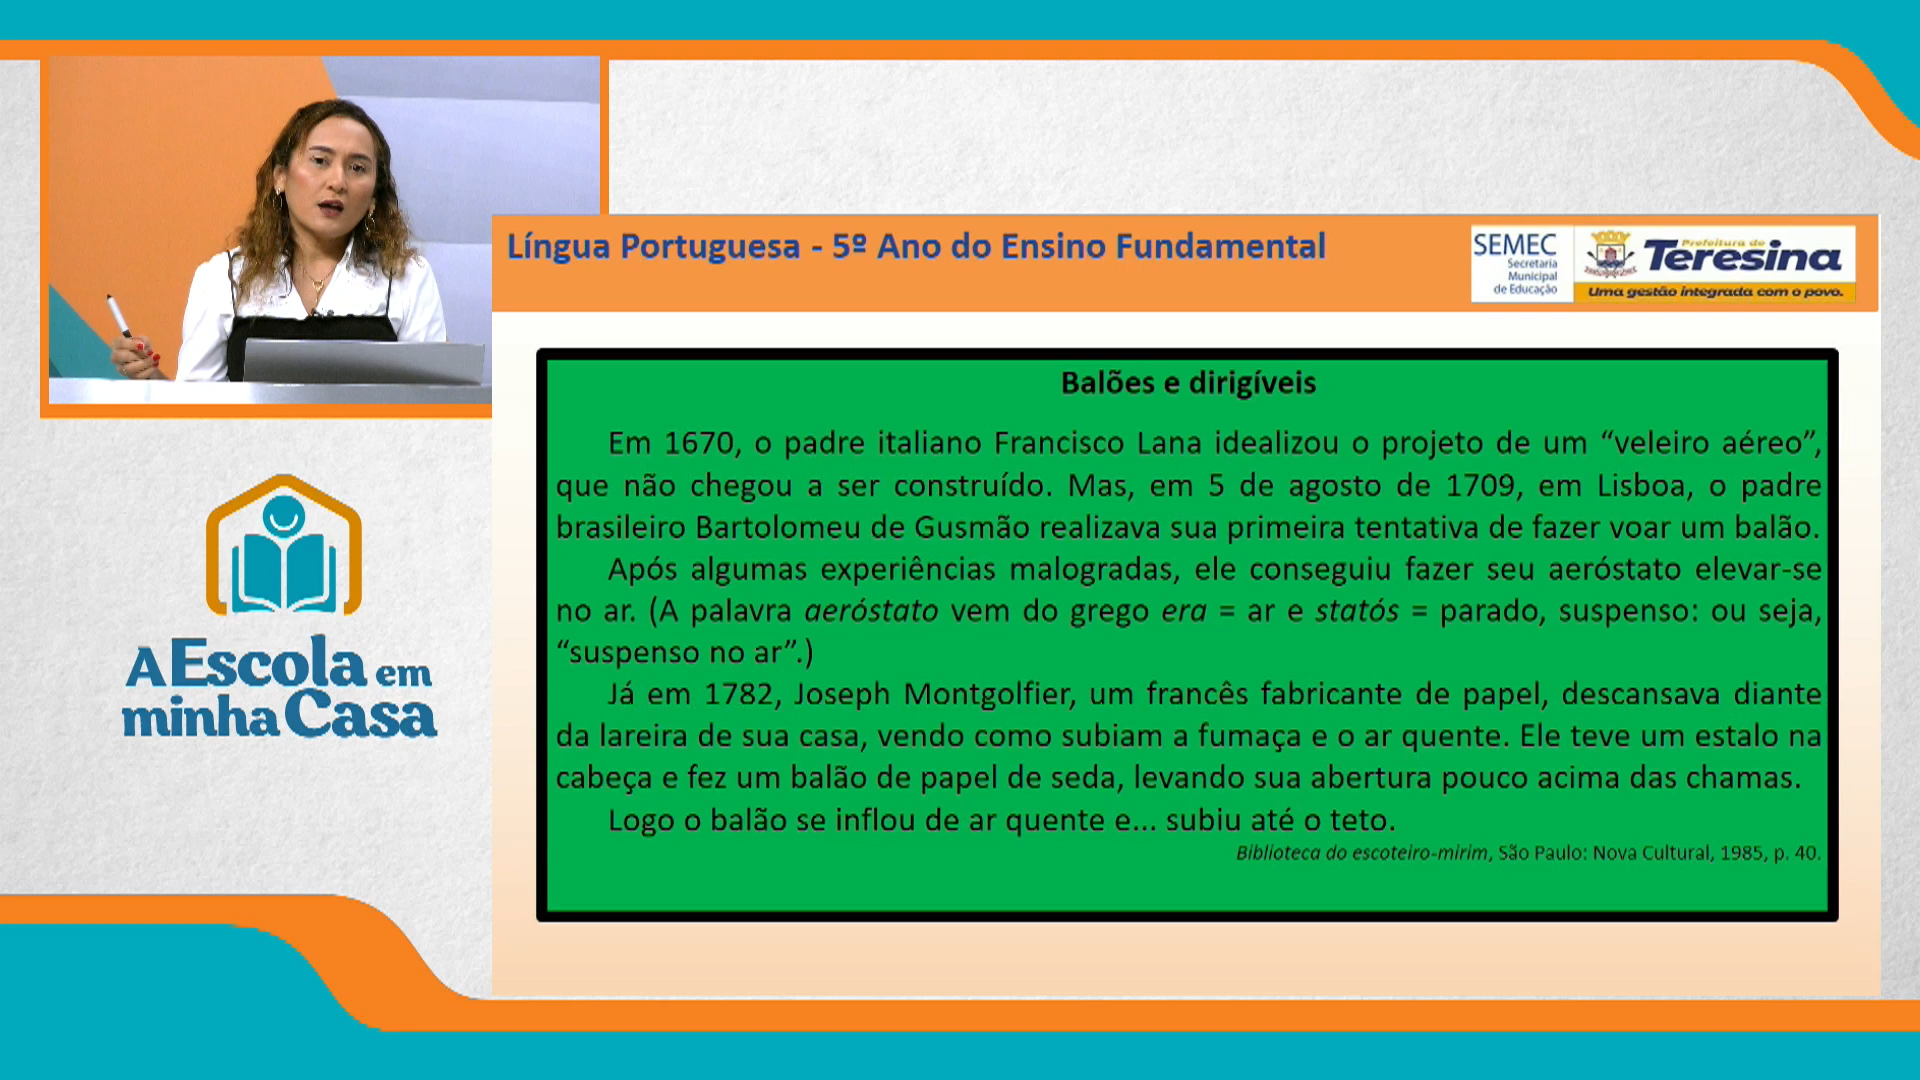 Língua Portuguesa - 5º Ano do Ensino Fundamental
SEMEC
Secretaria
Municipal
de Educação
Prefeitura de
Teresina
Uma gestão integrada com o povo.
Balões e dirigíveis
Em 1670, o padre italiano Francisco Lana idealizou o projeto de um “veleiro aéreo”,
que não chegou a ser construído. Mas, em 5 de agosto de 1709, em Lisboa, o padre
brasileiro Bartolomeu de Gusmão realizava sua primeira tentativa de fazer voar um balão.
Após algumas experiências malogradas, ele conseguiu fazer seu aeróstato elevar-se
no ar. (A palavra aeróstato vem do grego era = ar e statós = parado, suspenso: ou seja,
“suspenso no ar”.)
Já em 1782, Joseph Montgolfier, um francês fabricante de papel, descansava diante
da lareira de sua casa, vendo como subiam a fumaça e o ar quente. Ele teve um estalo na
cabeça e fez um balão de papel de seda, levando sua abertura pouco acima das chamas.
Logo o balão se inflou de ar quente e... subiu até o teto.
Biblioteca do escoteiro-mirim, São Paulo: Nova Cultural, 1985, p. 40.
A Escola em
minha Casa